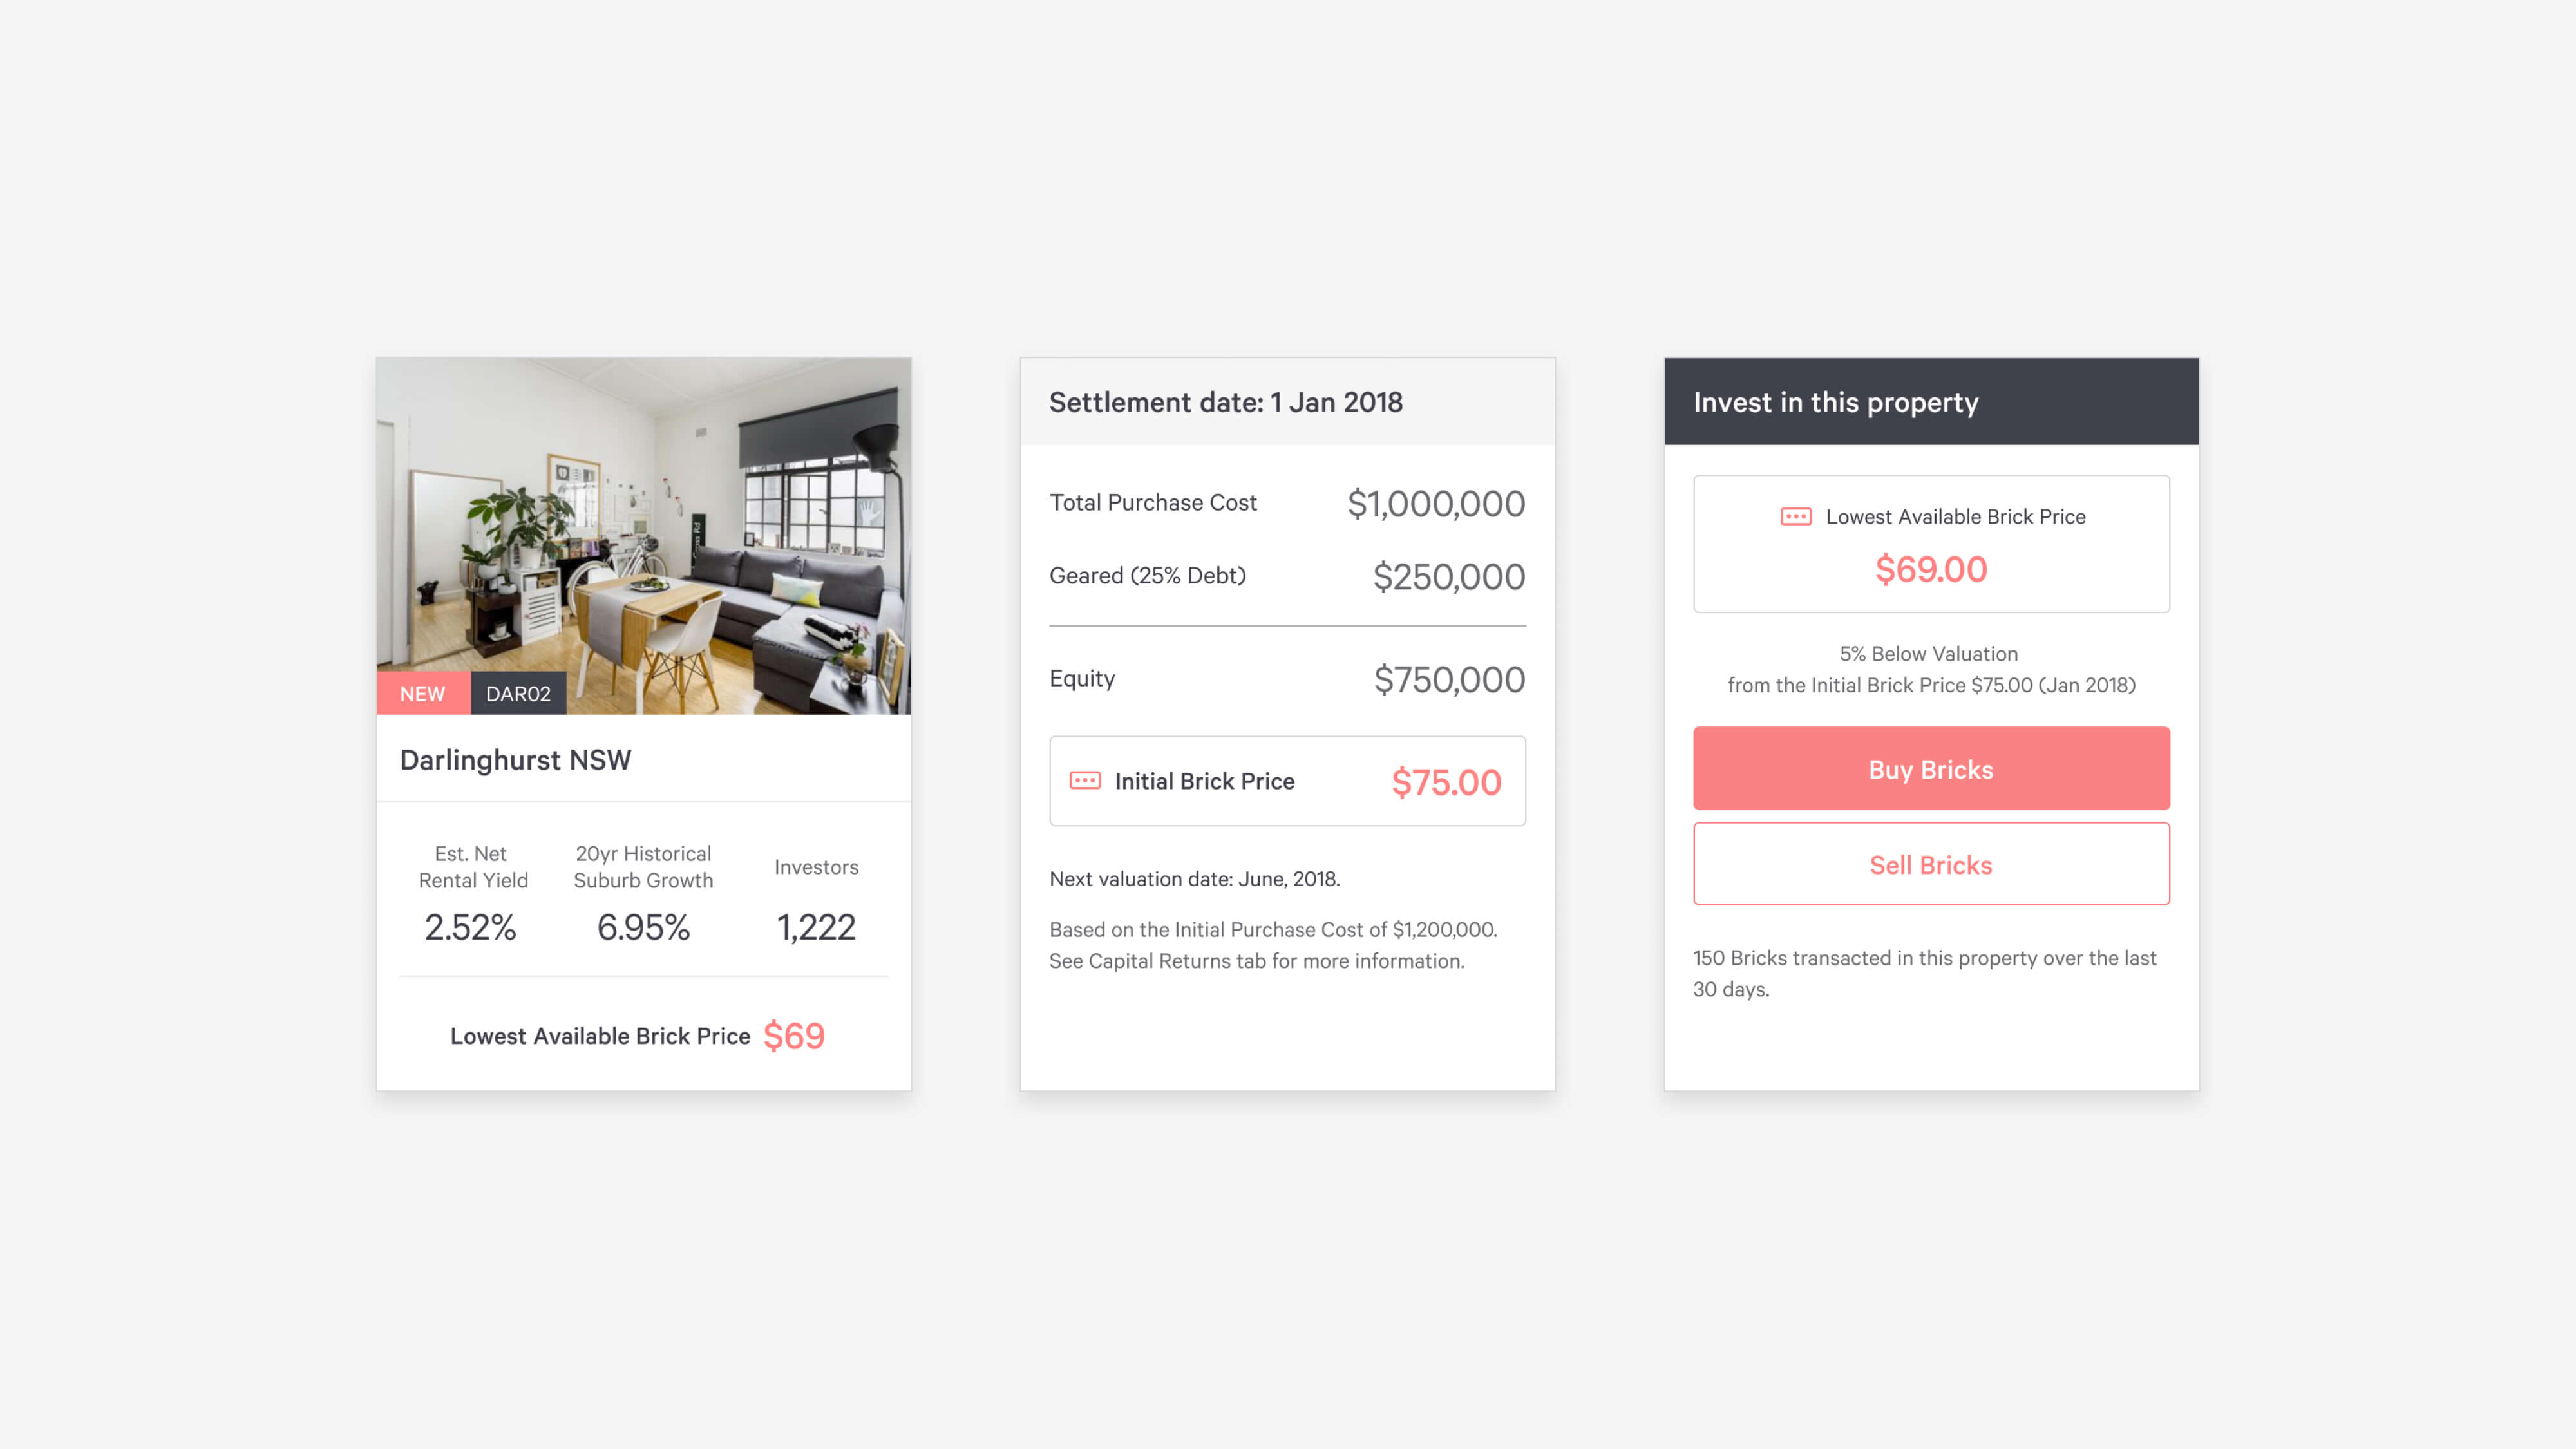 NEW
DAR02
Darlinghurst NSW
Est. Net
Rental Yield
2.52%
20yr Historical
Suburb Growth
6.95%
Investors
1,222
Lowest Available Brick Price $69
Settlement date: 1 Jan 2018
Total Purchase Cost $1,000,000
Geared (25% Debt) $250,000
Equity $750,000
Initial Brick Price $75.00
Next valuation date: June, 2018.
Based on the Initial Purchase Cost of $1,200,000.
See Capital Returns tab for more information.
Invest in this property
Lowest Available Brick Price
$69.00
5% Below Valuation
from the Initial Brick Price $75.00 (Jan 2018)
Buy Bricks
Sell Bricks
150 Bricks transacted in this property over the last
30 days.